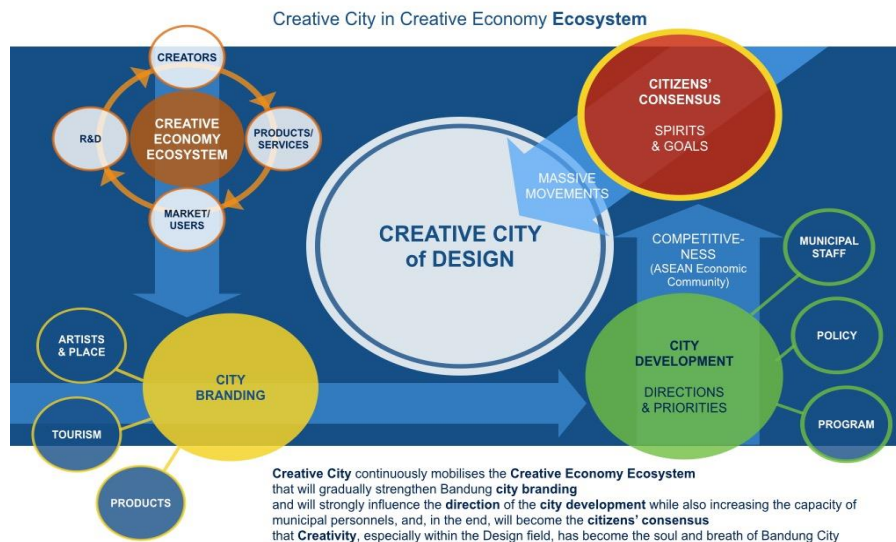 Creative City in Creative Economy Ecosystem
CREATORS
R&D
CREATIVE
ECONOMY
ECOSYSTEM
PRODUCTS/
SERVICES
MARKET/
USERS
CITIZENS'
CONSENSUS
SPIRITS
& GOALS
MASSIVE
MOVEMENTS
CREATIVE CITY
of DESIGN
COMPETITIVE-
NESS
(ASEAN Economic
Community)
MUNICIPAL
STAFF
ARTISTS
& PLACE
CITY
BRANDING
CITY
DEVELOPMENT
DIRECTIONS
& PRIORITIES
POLICY
TOURISM
PROGRAM
PRODUCTS
Creative City continuously mobilises the Creative Economy Ecosystem
that will gradually strengthen Bandung city branding
and will strongly influence the direction of the city development while also increasing the capacity of
municipal personnels, and, in the end, will become the citizens' consensus
that Creativity, especially within the Design field, has become the soul and breath of Bandung City